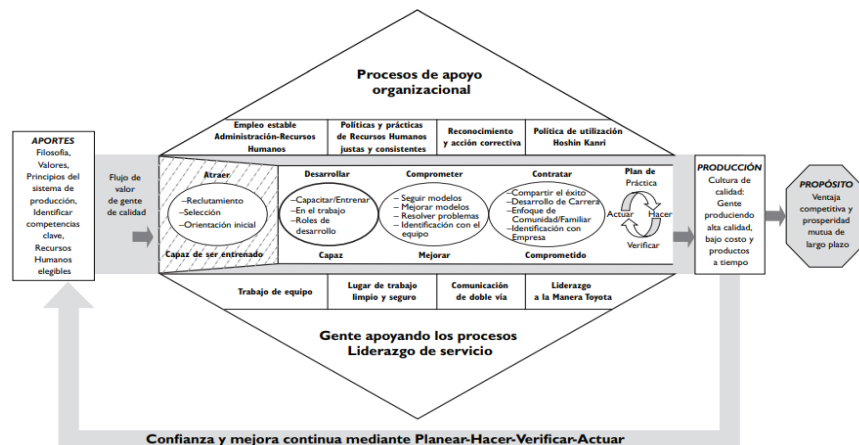 Procesos de apoyo
organizacional
Empleo estable
Administración-Recursos
Humanos
Políticas y prácticas
de Recursos Humanos
justas y consistentes
Reconocimiento
y acción correctiva
Política de utilización
Hoshin Kanri
APORTES
Filosofía,
Valores,
Principios del
sistema de
producción,
Identificar
competencias
clave,
Recursos
Humanos
elegibles
Flujo de
valor
de gente
de calidad
Atraer
–Reclutamiento
–Selección
–Orientación inicial
Capaz de ser entrenado
Desarrollar
–Capacitar/Entrenar
–En el trabajo
–Roles de
desarrollo
Capaz
Comprometer
– Seguir modelos
– Mejorar modelos
– Resolver problemas
– Identificación con el
equipo
Mejorar
Contratar
– Compartir el éxito
–Desarrollo de Carrera
–Enfoque de
Comunidad/Familiar
–Identificación con
Empresa
Comprometido
Plan de
Práctica
Actuar
Hacer
Verificar
PRODUCCIÓN
Cultura de
calidad:
Gente
produciendo
alta calidad,
bajo costo y
productos
a tiempo
PROPÓSITO
Ventaja
competitiva y
prosperidad
mutua de
largo plazo
Trabajo de equipo
Lugar de trabajo
limpio y seguro
Comunicación
de doble vía
Liderazgo
a la Manera Toyota
Gente apoyando los procesos
Liderazgo de servicio
Confianza y mejora continua mediante Planear-Hacer-Verificar-Actuar